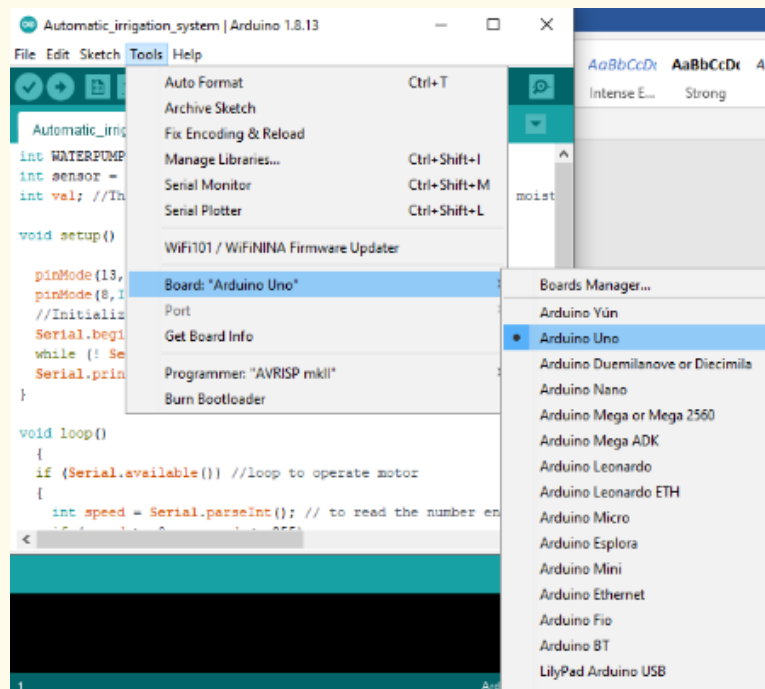 Automatic_irrigation_system | Arduino 1.8.13
File Edit Sketch Tools Help
AaBbCcDc AaBbCcDc A
Intense E... Strong
Auto Format Ctrl+T
Archive Sketch
Automatic_irrig
Fix Encoding & Reload
int WATERPUMP
Manage Libraries... Ctrl+Shift+I
int sensor =
Serial Monitor Ctrl+Shift+M
int val; //Th
moist
Serial Plotter Ctrl+Shift+L
void setup()
WiFi101 / WiFiNINA Firmware Updater
pinMode(13,
Board: "Arduino Uno"
Boards Manager...
pinMode(8,I
Port
Arduino Yún
//Initializ
Get Board Info
Arduino Uno
Serial.begi
while (! Se
Arduino Duemilanove or Diecimila
Serial.prin
Programmer: "AVRISP mkII"
Arduino Nano
}
Burn Bootloader
Arduino Mega or Mega 2560
void loop()
Arduino Mega ADK
{
if (Serial.available()) //loop to operate motor
Arduino Leonardo
{
Arduino Leonardo ETH
int speed = Serial.parseInt(); // to read the number en
Arduino Micro
Arduino Esplora
Arduino Mini
Arduino Ethernet
Arduino Fio
Arduino BT
LilyPad Arduino USB
1
Ard